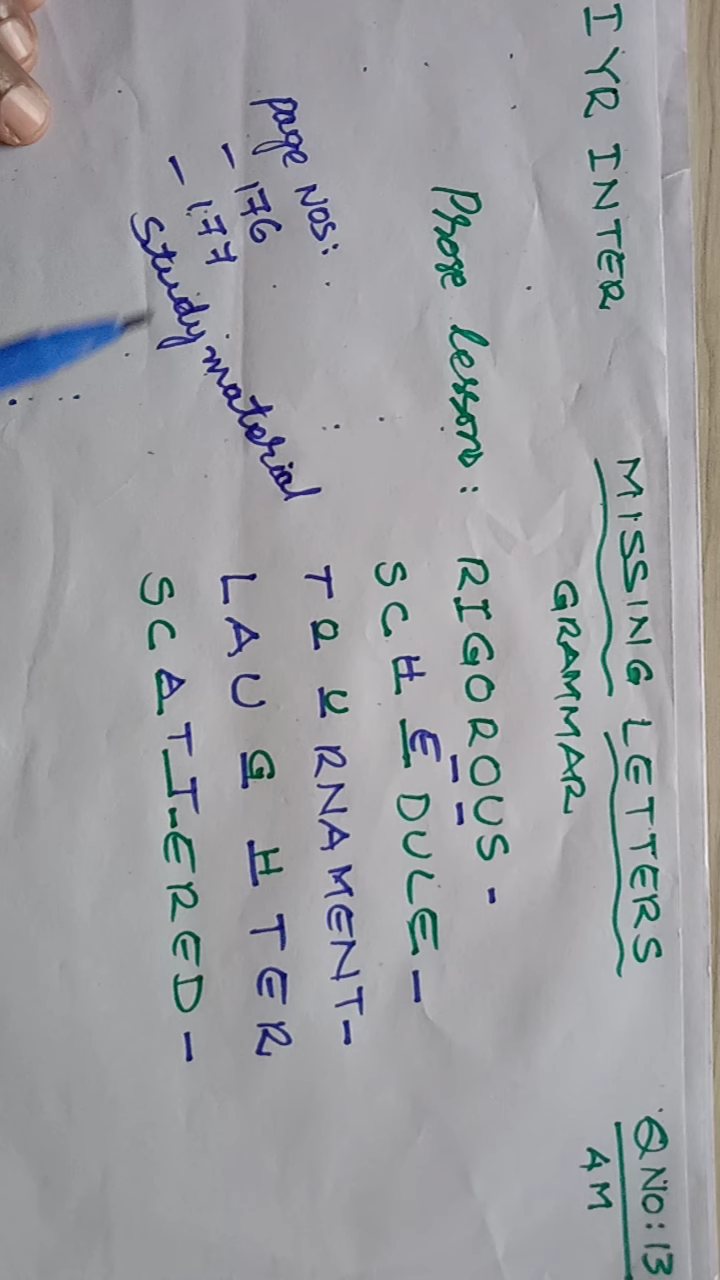 I YR INTER
MISSING LETTERS
GRAMMAR
Q NO: 13
4 M
Prose lessons: RIGOROUS -
SCHEDULE -
TOURNAMENT -
LAUGHTER
SCATTERED -
Page Nos:
- 176
- 177
Study material